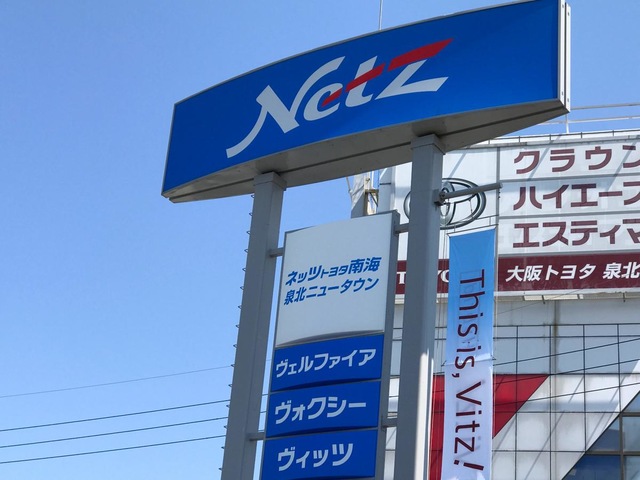 Netz
ネッツトヨタ南海
泉北ニュータウン
ヴェルファイア
ヴォクシー
ヴィッツ
This is, Vitz!
クラウン
ハイエー
エスティマ
TOYO
大阪トヨタ 泉北